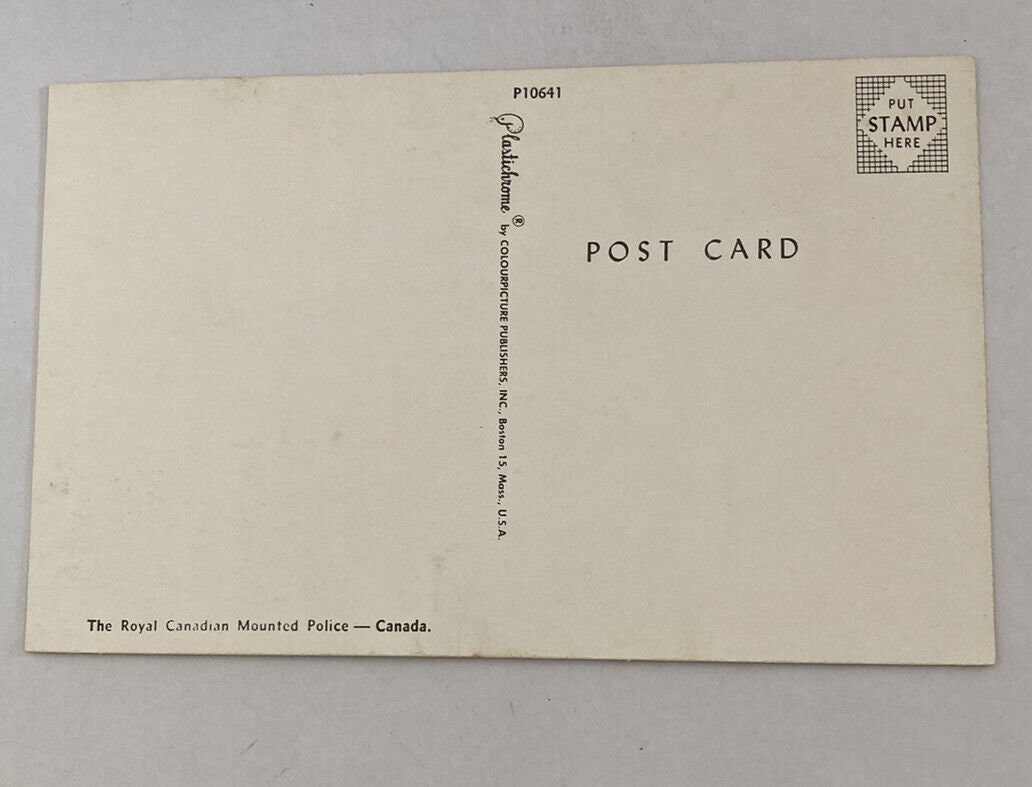 P10641
PUT
STAMP
HERE
Plastichrome ® by COLOURPICTURE PUBLISHERS, INC., Boston 15, Mass., U.S.A.
POST CARD
The Royal Canadian Mounted Police — Canada.